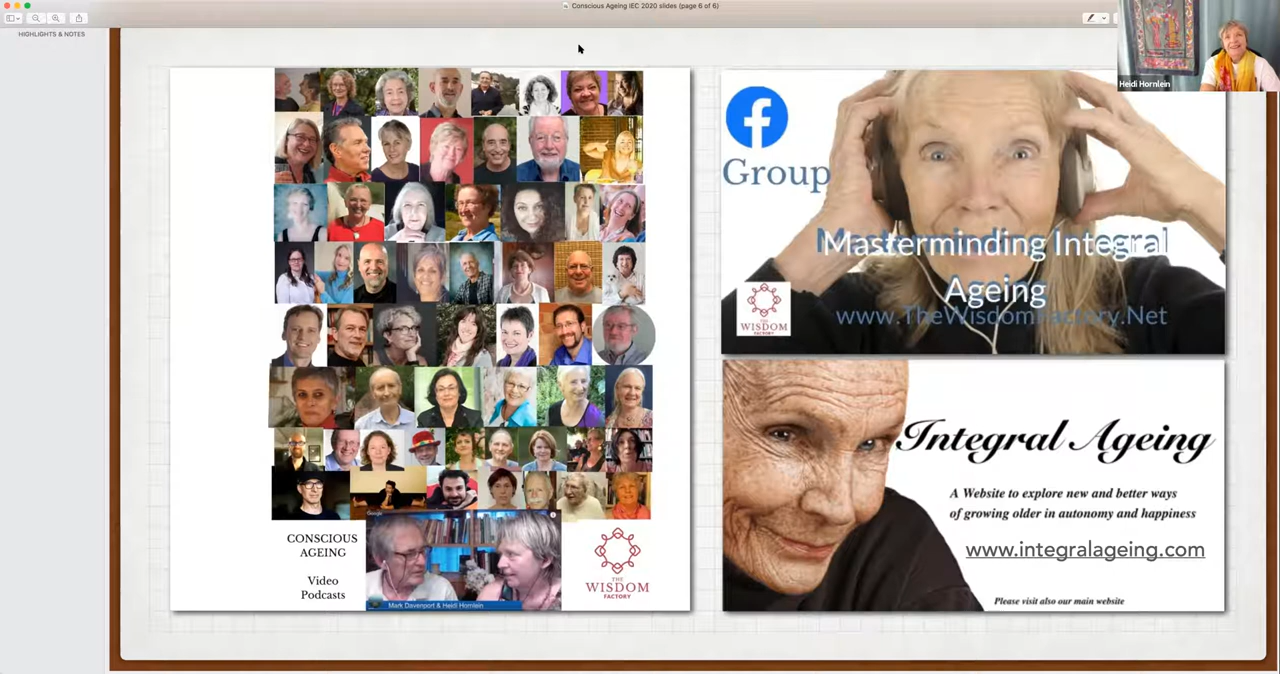 Conscious Ageing IEC 2020 slides (page 6 of 6)
HIGHLIGHTS & NOTES
Heidi Hornlein
Group
Masterminding Integral
Ageing
www.TheWisdomFactory.Net
THE
WISDOM
FACTORY
Integral Ageing
A Website to explore new and better ways
of growing older in autonomy and happiness
www.integralageing.com
Please visit also our main website
CONSCIOUS
AGEING
Video
Podcasts
Mark Davenport & Heidi Hornlein
THE
WISDOM
FACTORY